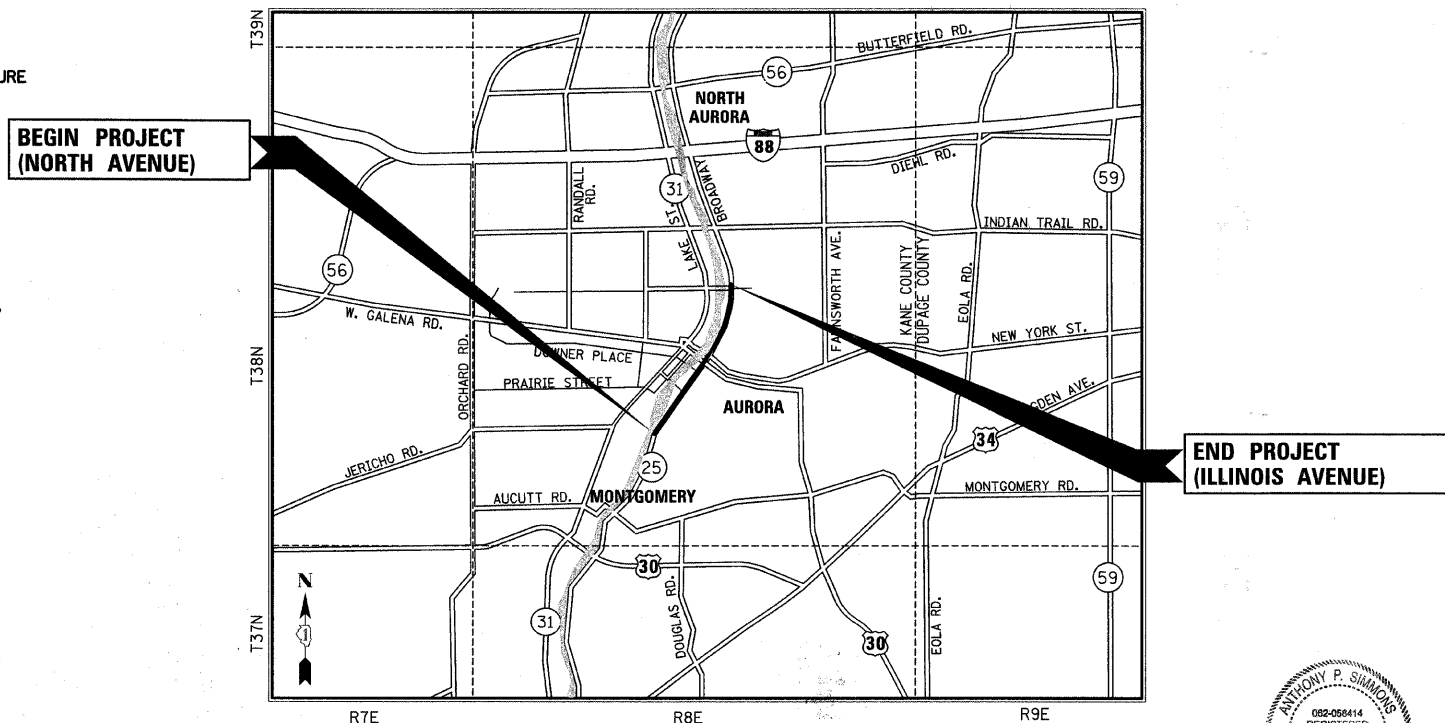 T39N
BUTTERFIELD RD.
56
URE
NORTH
AURORA
BEGIN PROJECT
(NORTH AVENUE)
88
DIEHL RD.
59
RANDALL
RD.
31
BROADWAY
LAKE ST.
INDIAN TRAIL RD.
56
FARNSWORTH AVE.
KANE COUNTY
DUPAGE COUNTY
EOLA RD.
W. GALENA RD.
NEW YORK ST.
T38N
DOWNER PLACE
ORCHARD RD.
PRAIRIE STREET
AURORA
GDEN AVE.
34
END PROJECT
(ILLINOIS AVENUE)
JERICHO RD.
25
AUCUTT RD.
MONTGOMERY
MONTGOMERY RD.
30
59
N
T37N
31
DOUGLAS RD.
30
EOLA RD.
R7E
R8E
R9E
ANTHONY P. SIMMONS
062-056414
REGISTERED